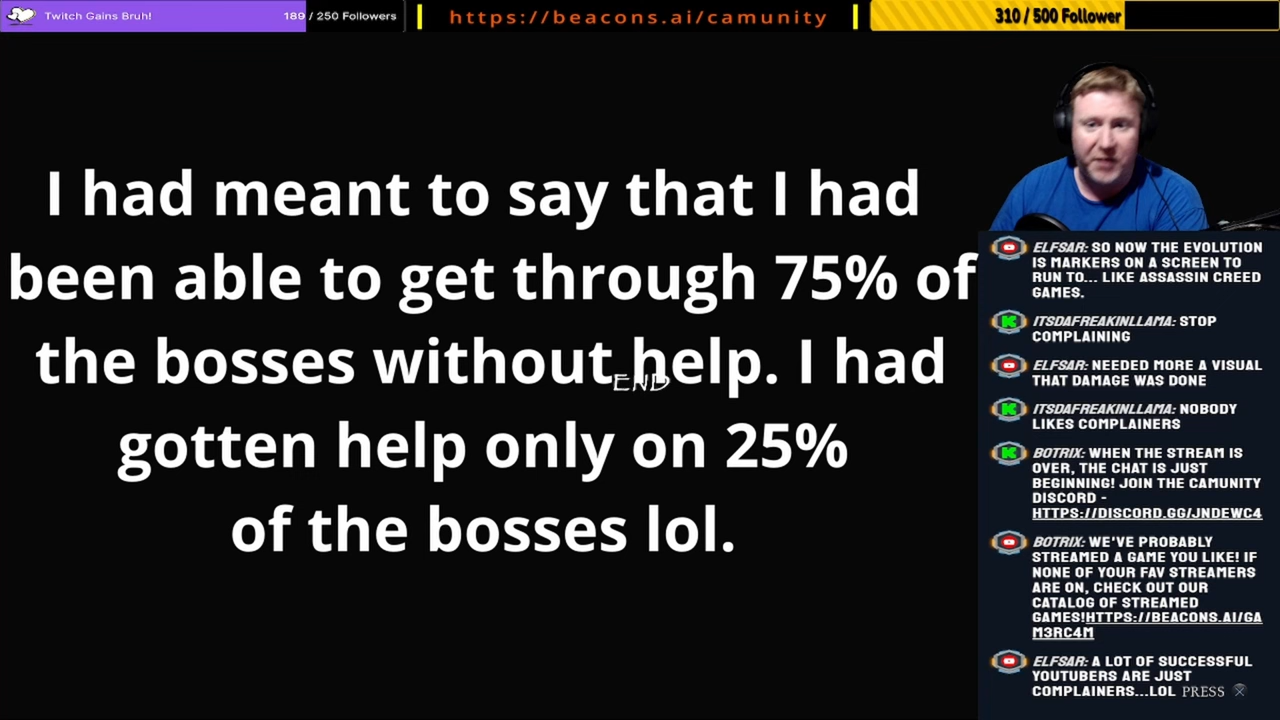 Twitch Gains Bruh!
189 / 250 Followers
https://beacons.ai/camunity
310 / 500 Follower
I had meant to say that I had
been able to get through 75% of
the bosses without help. I had
END
gotten help only on 25%
of the bosses lol.
ELFSAR: SO NOW THE EVOLUTION
IS MARKERS ON A SCREEN TO
RUN TO... LIKE ASSASSIN CREED
GAMES.
ITSDAFREAKINLLAMA: STOP
COMPLAINING
ELFSAR: NEEDED MORE A VISUAL
THAT DAMAGE WAS DONE
ITSDAFREAKINLLAMA: NOBODY
LIKES COMPLAINERS
BOTRIX: WHEN THE STREAM IS
OVER, THE CHAT IS JUST
BEGINNING! JOIN THE CAMUNITY
DISCORD -
HTTPS://DISCORD.GG/JNDEWC4
BOTRIX: WE'VE PROBABLY
STREAMED A GAME YOU LIKE! IF
NONE OF YOUR FAV STREAMERS
ARE ON, CHECK OUT OUR
CATALOG OF STREAMED
GAMES!HTTPS://BEACONS.AI/GA
M3RC4M
ELFSAR: A LOT OF SUCCESSFUL
YOUTUBERS ARE JUST
COMPLAINERS...LOL PRESS